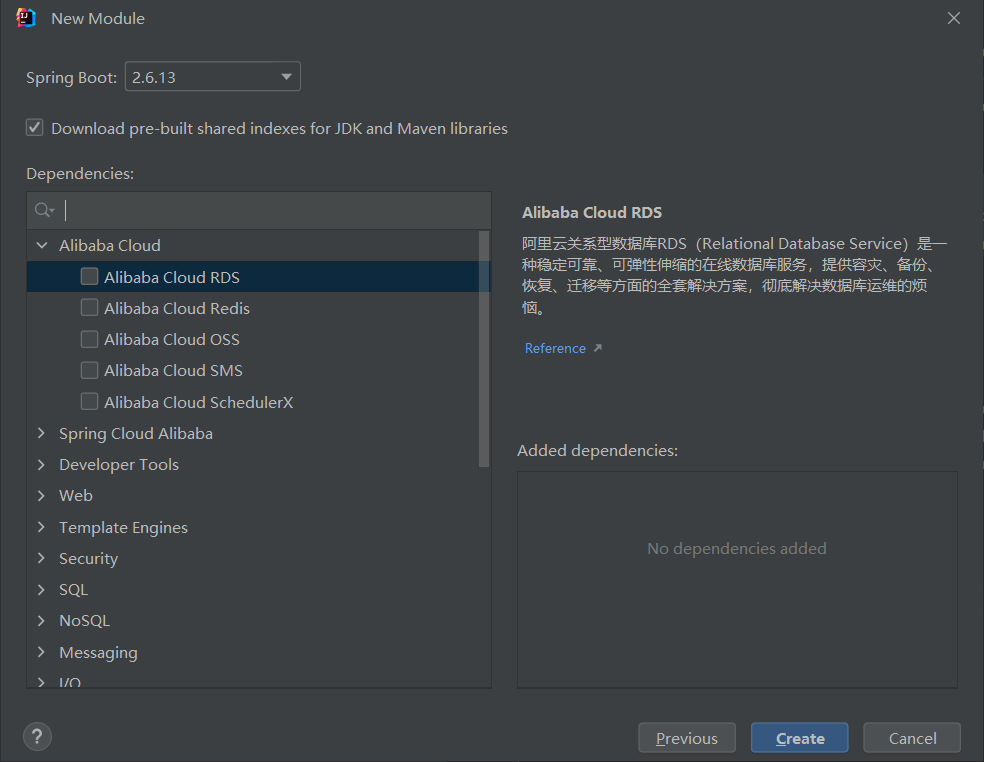 New Module
Spring Boot: 2.6.13
Download pre-built shared indexes for JDK and Maven libraries
Dependencies:
Alibaba Cloud
Alibaba Cloud RDS
Alibaba Cloud Redis
Alibaba Cloud OSS
Alibaba Cloud SMS
Alibaba Cloud SchedulerX
Spring Cloud Alibaba
Developer Tools
Web
Template Engines
Security
SQL
NoSQL
Messaging
I/O
Alibaba Cloud RDS
阿里云关系型数据库RDS（Relational Database Service）是一
种稳定可靠、可弹性伸缩的在线数据库服务，提供容灾、备份、
恢复、迁移等方面的全套解决方案，彻底解决数据库运维的烦
恼。
Reference
Added dependencies:
No dependencies added
?
Previous
Create
Cancel